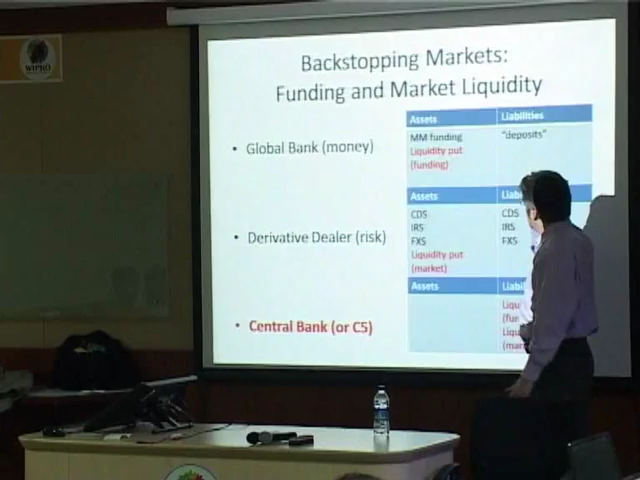 WIPRO
Backstopping Markets:
Funding and Market Liquidity
• Global Bank (money)
Assets Liabilities
MM funding "deposits"
Liquidity put
(funding)
• Derivative Dealer (risk)
Assets
CDS CDS
IRS IRS
FXS FXS
Liquidity put
(market)
• Central Bank (or C5)
Assets